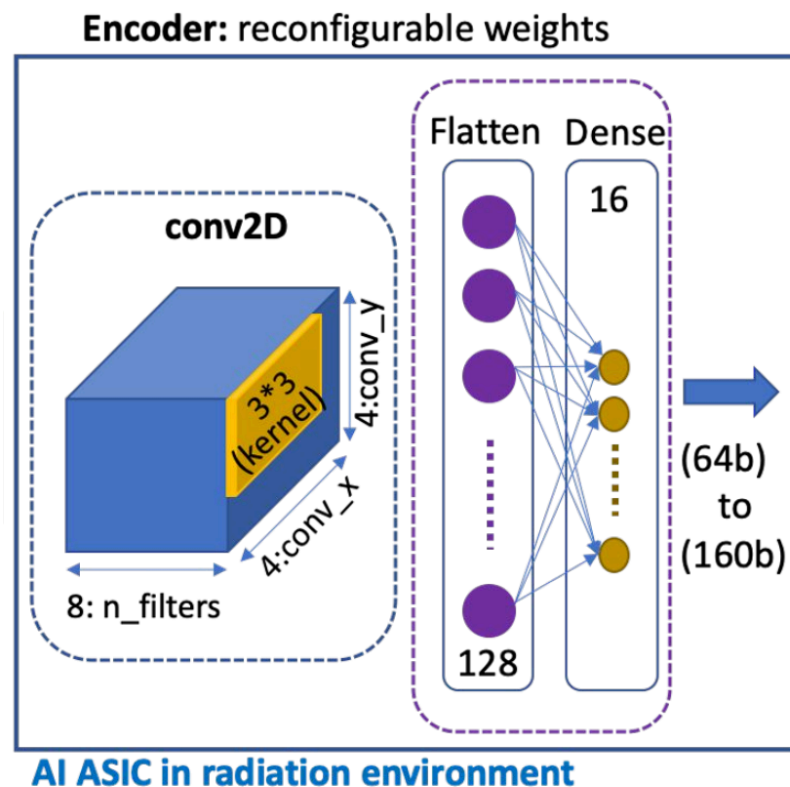 Encoder: reconfigurable weights
conv2D
3*3
(kernel)
4:conv_y
4:conv_x
8: n_filters
Flatten
Dense
16
128
(64b)
to
(160b)
AI ASIC in radiation environment